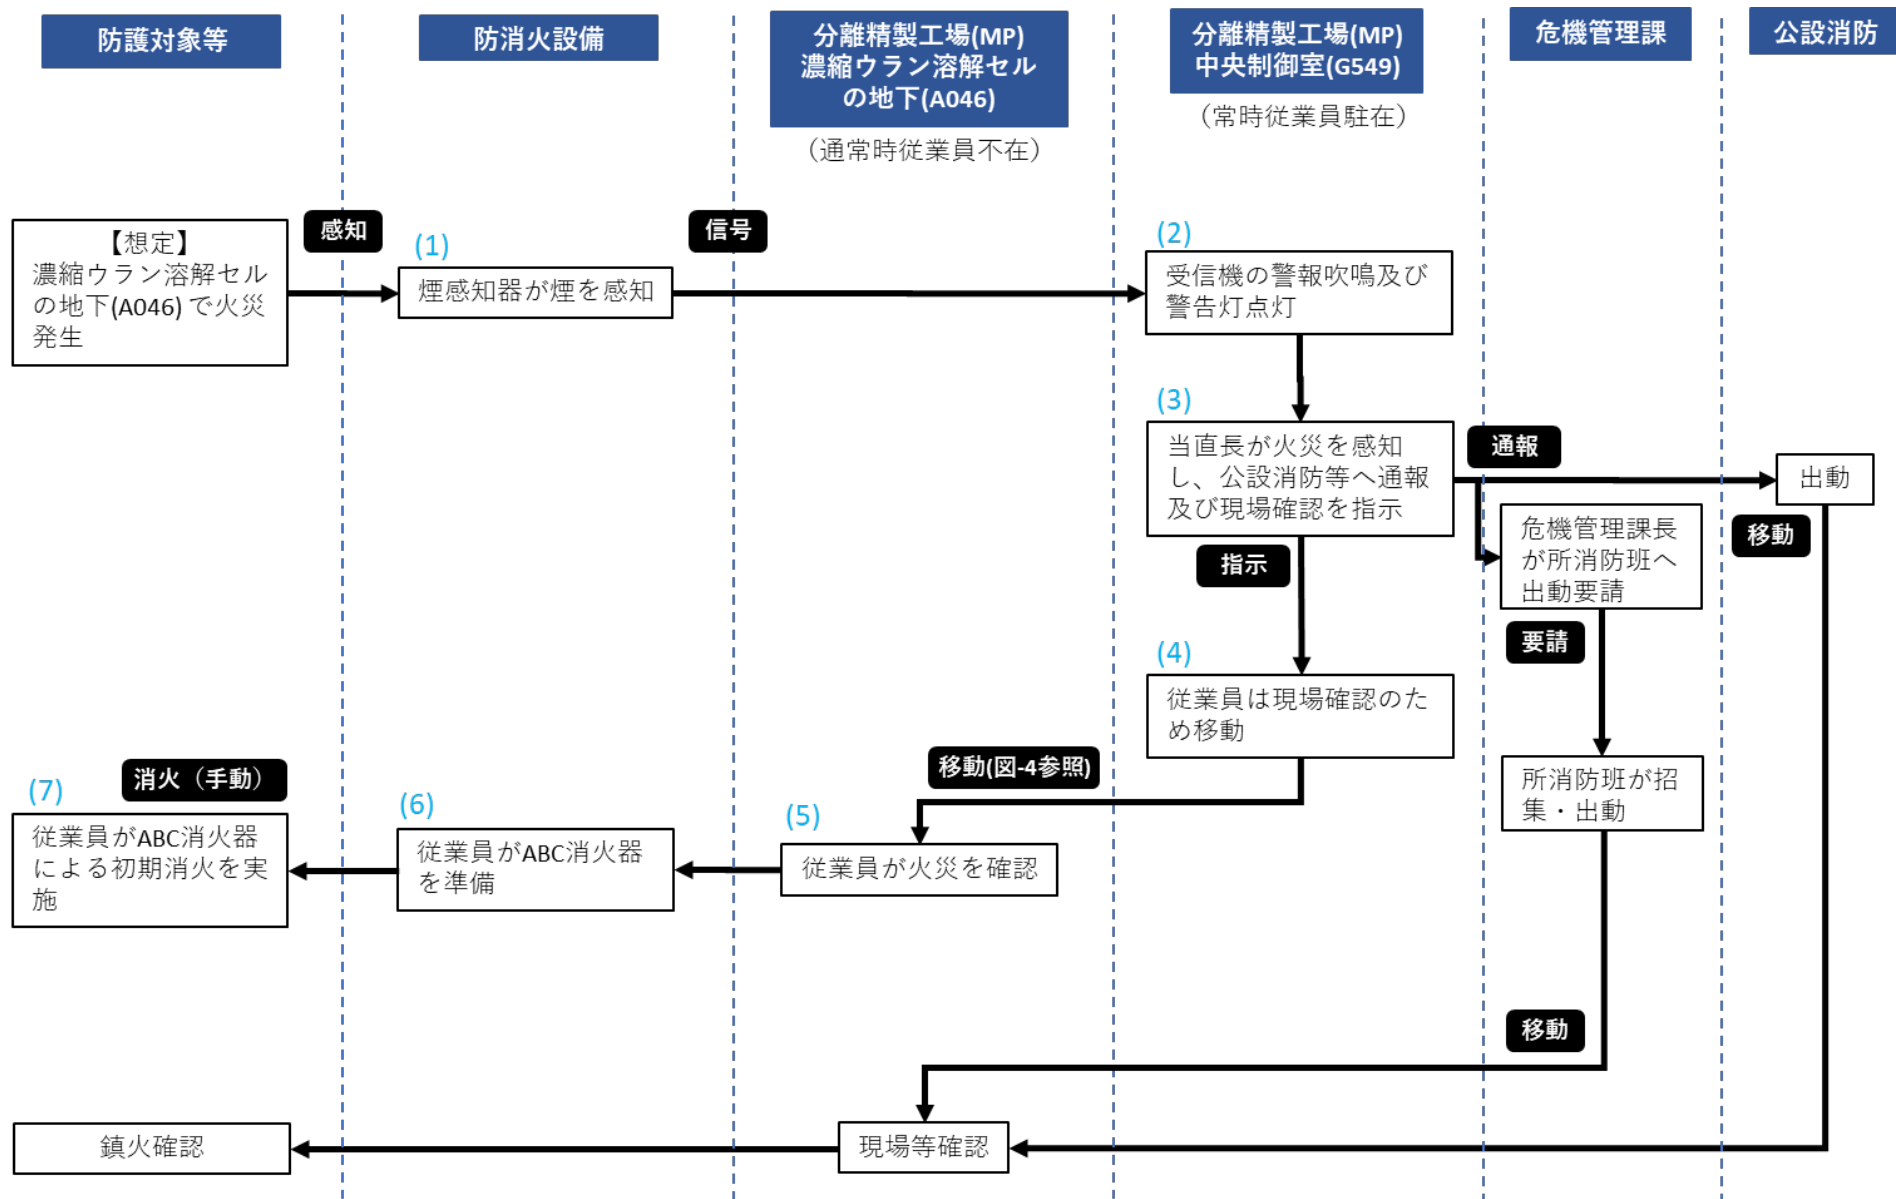 防護対象等
防消火設備
分離精製工場(MP)
濃縮ウラン溶解セル
の地下(A046)
（通常時従業員不在）
分離精製工場(MP)
中央制御室(G549)
（常時従業員駐在）
危機管理課
公設消防
【想定】
濃縮ウラン溶解セル
の地下(A046) で火災
発生
感知
(1)
煙感知器が煙を感知
信号
(2)
受信機の警報吹鳴及び
警告灯点灯
(3)
当直長が火災を感知
し、公設消防等へ通報
及び現場確認を指示
通報
出動
危機管理課長
が所消防班へ
出動要請
移動
指示
要請
(4)
従業員は現場確認のた
め移動
所消防班が招
集・出動
移動(図-4参照)
(5)
従業員が火災を確認
(6)
従業員がABC消火器
を準備
消火（手動）
(7)
従業員がABC消火器
による初期消火を実
施
移動
現場等確認
鎮火確認